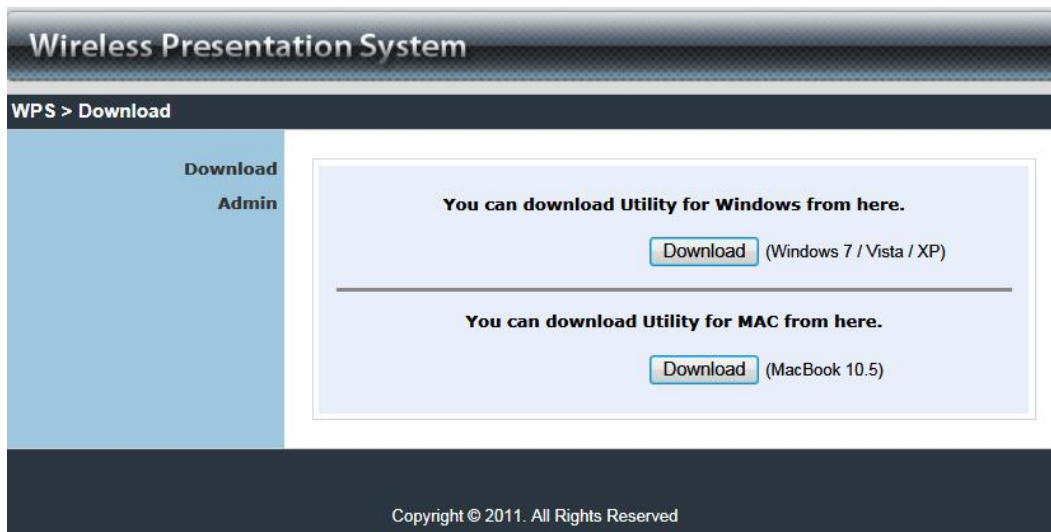 Wireless Presentation System
WPS > Download
Download
Admin
You can download Utility for Windows from here.
Download (Windows 7 / Vista / XP)
You can download Utility for MAC from here.
Download (MacBook 10.5)
Copyright © 2011. All Rights Reserved